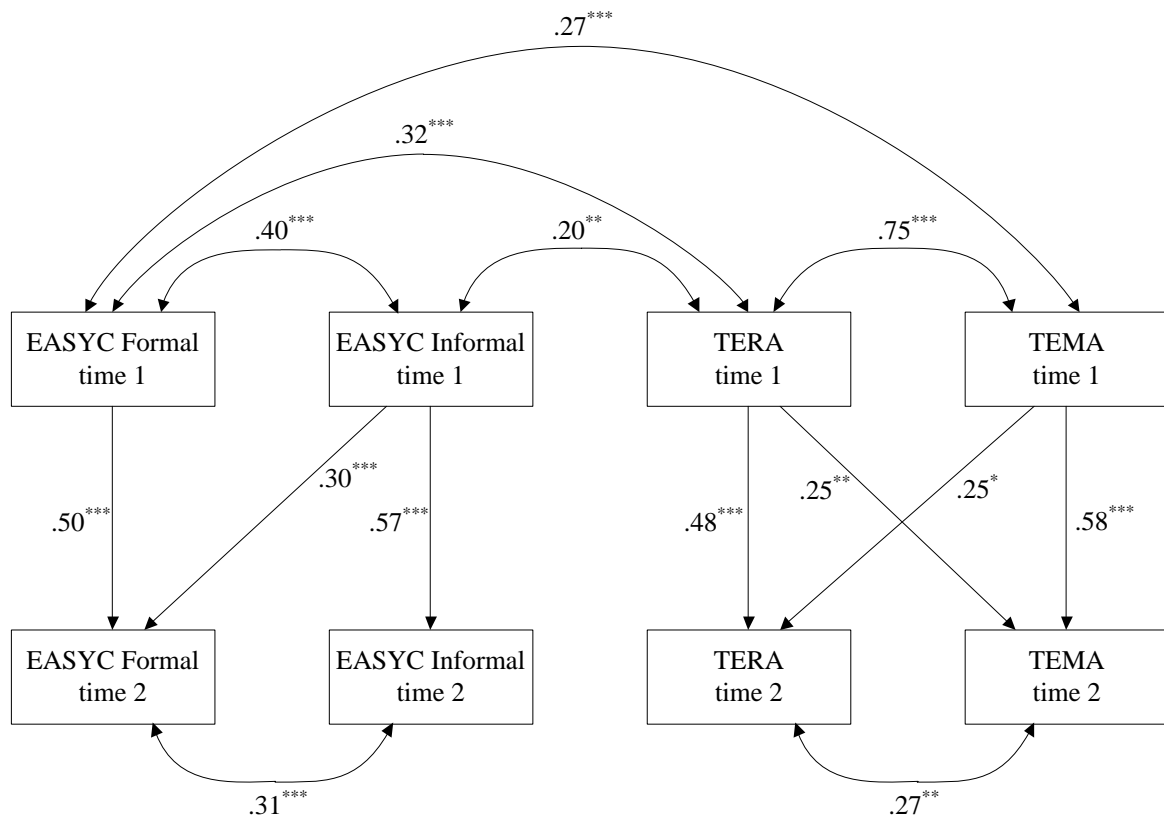 .27***
.32***
.40***
.20**
.75***
EASYC Formal
time 1
EASYC Informal
time 1
TERA
time 1
TEMA
time 1
.50***
.30***
.57***
.48***
.25**
.25*
.58***
EASYC Formal
time 2
EASYC Informal
time 2
TERA
time 2
TEMA
time 2
.31***
.27**